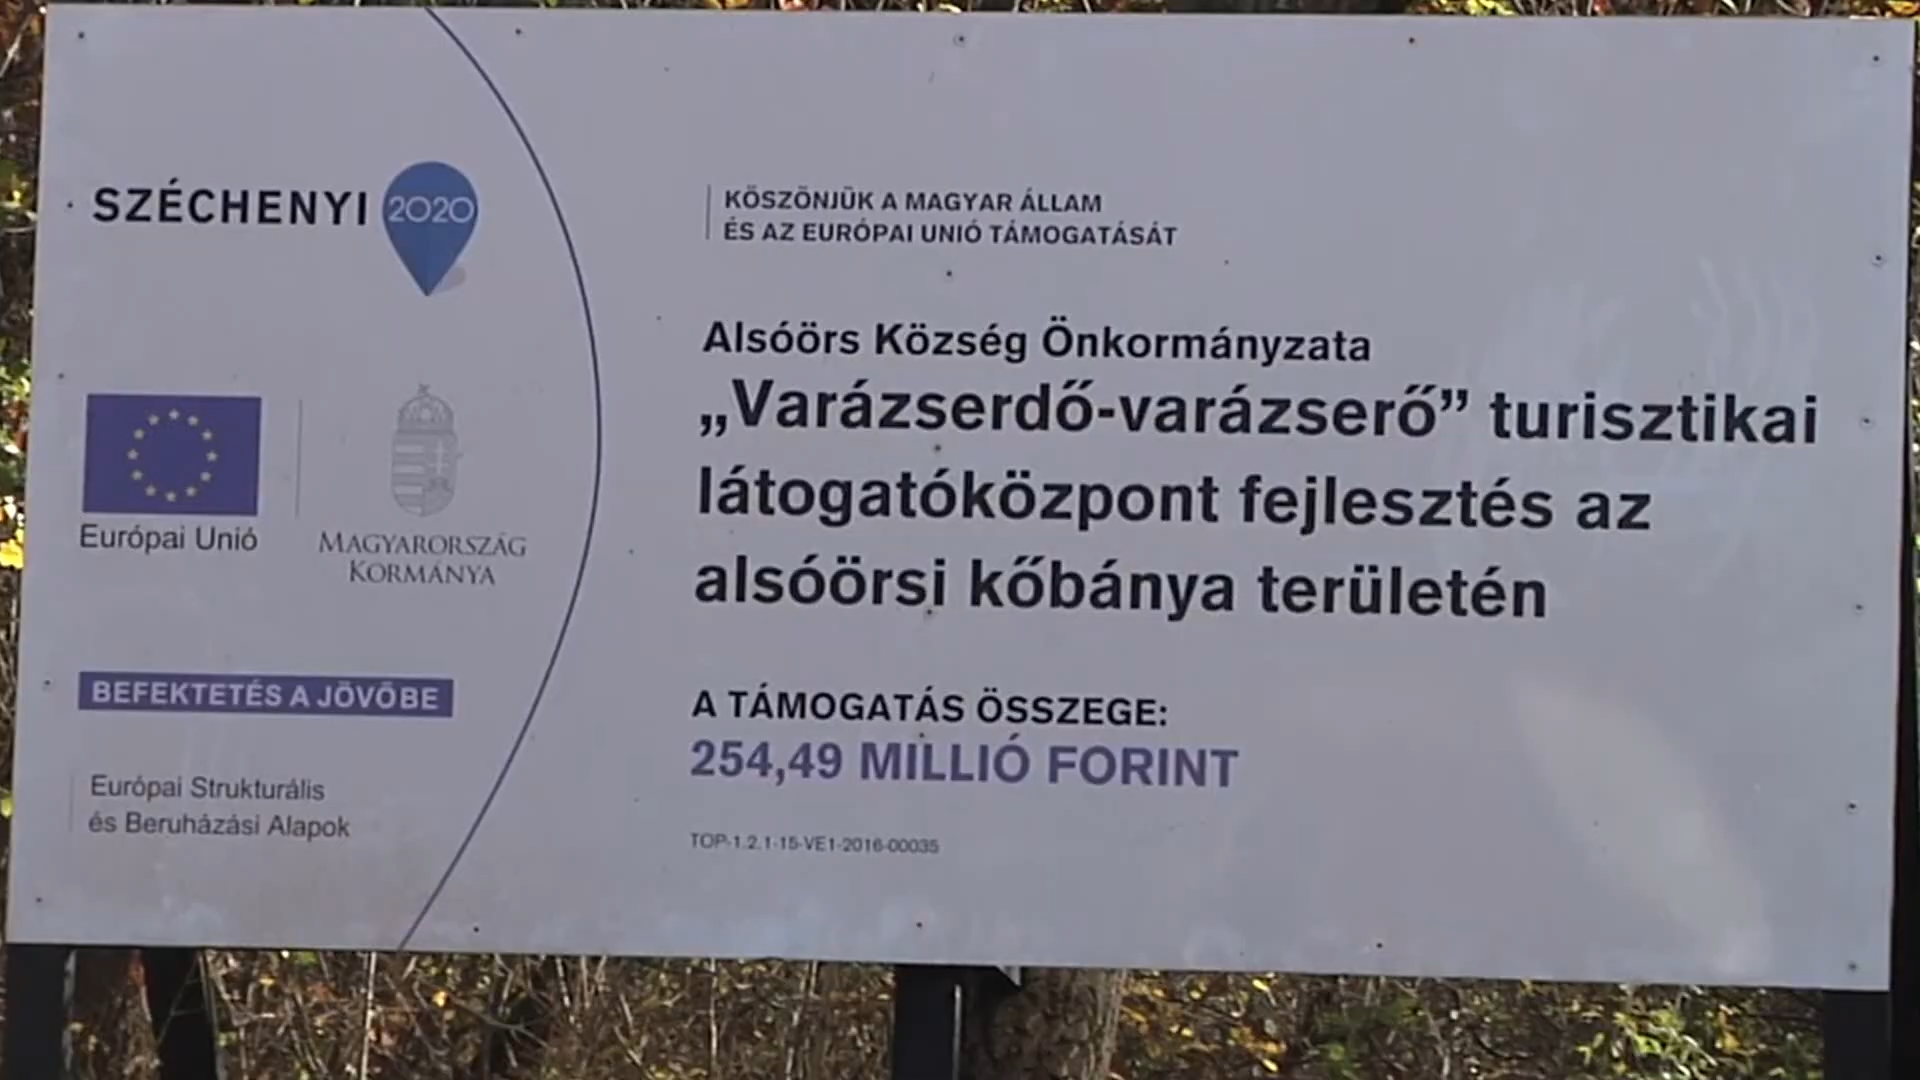 SZÉCHENYI 2020
Európai Unió
MAGYARORSZÁG
KORMÁNYA
BEFEKTETÉS A JÖVŐBE
Európai Strukturális
és Beruházási Alapok
KÖSZÖNJÜK A MAGYAR ÁLLAM
ÉS AZ EURÓPAI UNIÓ TÁMOGATÁSÁT
Alsóörs Község Önkormányzata
„Varázserdő-varázserő” turisztikai
látogatóközpont fejlesztés az
alsóörsi kőbánya területén
A TÁMOGATÁS ÖSSZEGE:
254,49 MILLIÓ FORINT
TOP-1.2.1-15-VE1-2016-00035